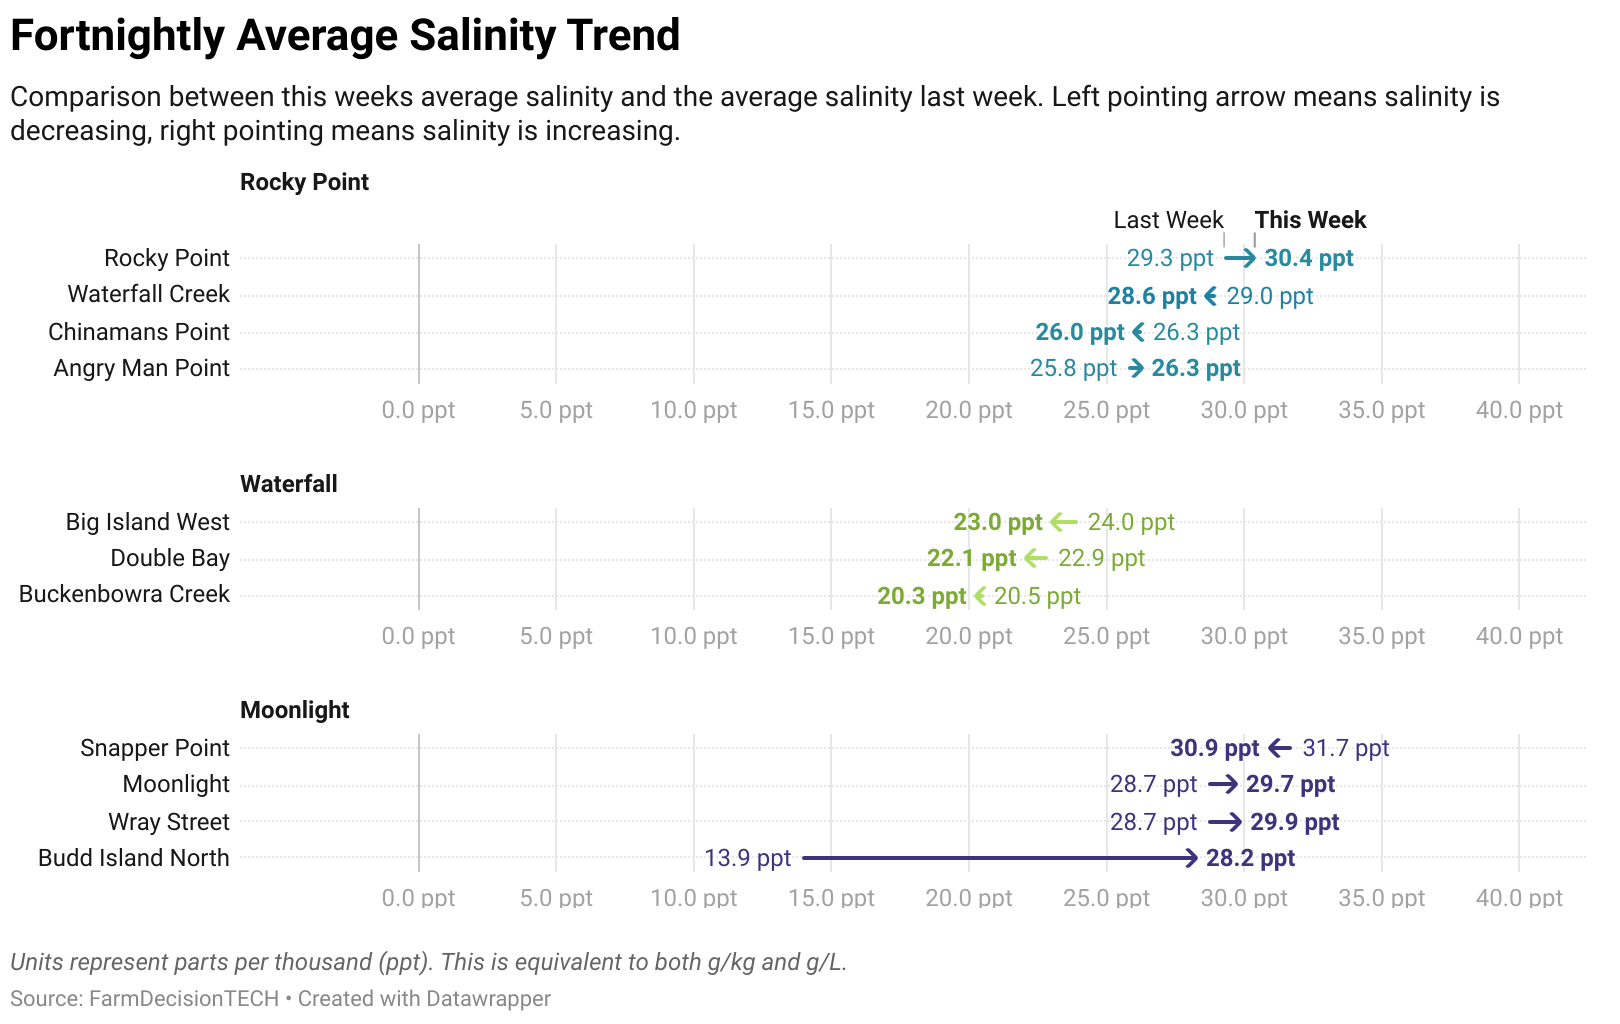 Fortnightly Average Salinity Trend
Comparison between this weeks average salinity and the average salinity last week. Left pointing arrow means salinity is
decreasing, right pointing means salinity is increasing.
Rocky Point
Last Week This Week
Rocky Point 29.3 ppt 30.4 ppt
Waterfall Creek 28.6 ppt 29.0 ppt
Chinamans Point 26.0 ppt 26.3 ppt
Angry Man Point 25.8 ppt 26.3 ppt
0.0 ppt 5.0 ppt 10.0 ppt 15.0 ppt 20.0 ppt 25.0 ppt 30.0 ppt 35.0 ppt 40.0 ppt
Waterfall
Big Island West 23.0 ppt 24.0 ppt
Double Bay 22.1 ppt 22.9 ppt
Buckenbowra Creek 20.3 ppt 20.5 ppt
0.0 ppt 5.0 ppt 10.0 ppt 15.0 ppt 20.0 ppt 25.0 ppt 30.0 ppt 35.0 ppt 40.0 ppt
Moonlight
Snapper Point 30.9 ppt 31.7 ppt
Moonlight 28.7 ppt 29.7 ppt
Wray Street 28.7 ppt 29.9 ppt
Budd Island North 13.9 ppt 28.2 ppt
0.0 ppt 5.0 ppt 10.0 ppt 15.0 ppt 20.0 ppt 25.0 ppt 30.0 ppt 35.0 ppt 40.0 ppt
Units represent parts per thousand (ppt). This is equivalent to both g/kg and g/L.
Source: FarmDecisionTECH • Created with Datawrapper